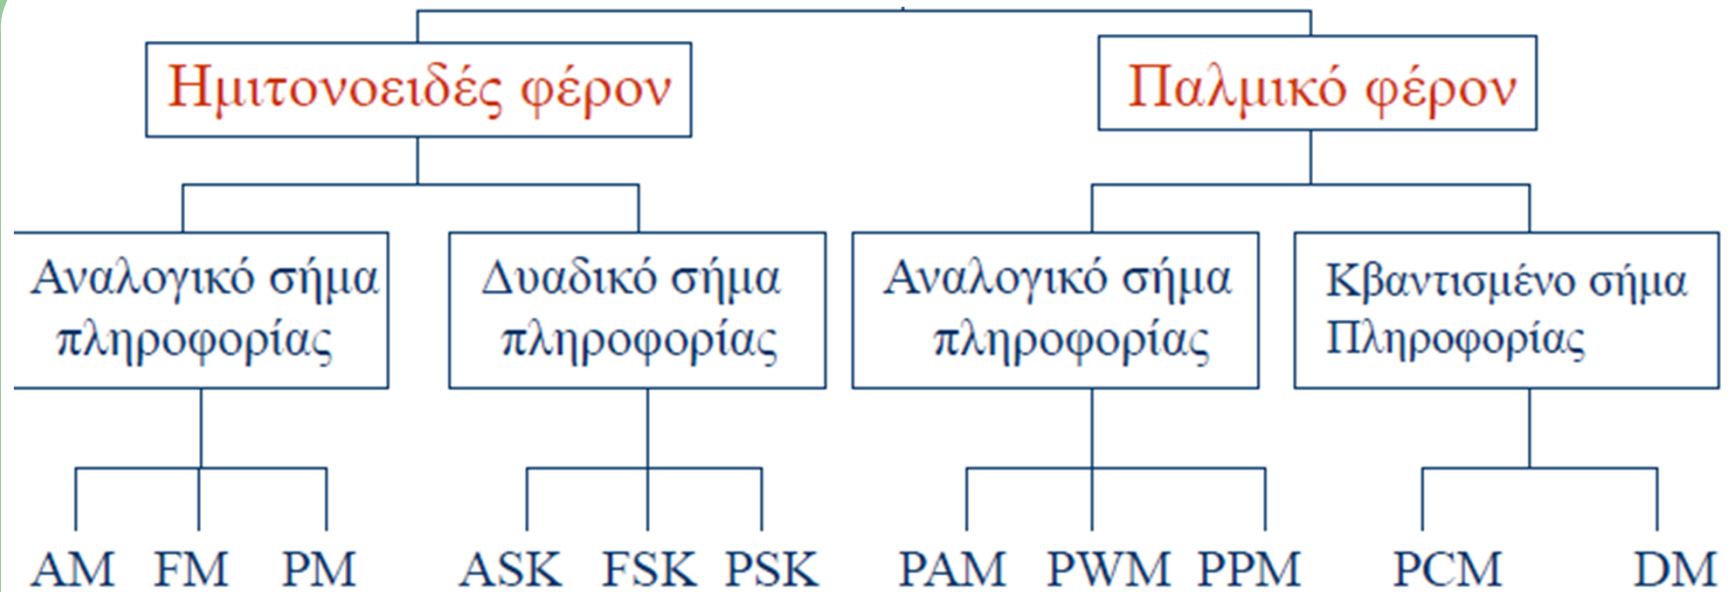 Ημιτονοειδές φέρον
Παλμικό φέρον
Αναλογικό σήμα
πληροφορίας
Δυαδικό σήμα
πληροφορίας
Αναλογικό σήμα
πληροφορίας
Κβαντισμένο σήμα
Πληροφορίας
AM FM PM ASK FSK PSK PAM PWM PPM PCM DM